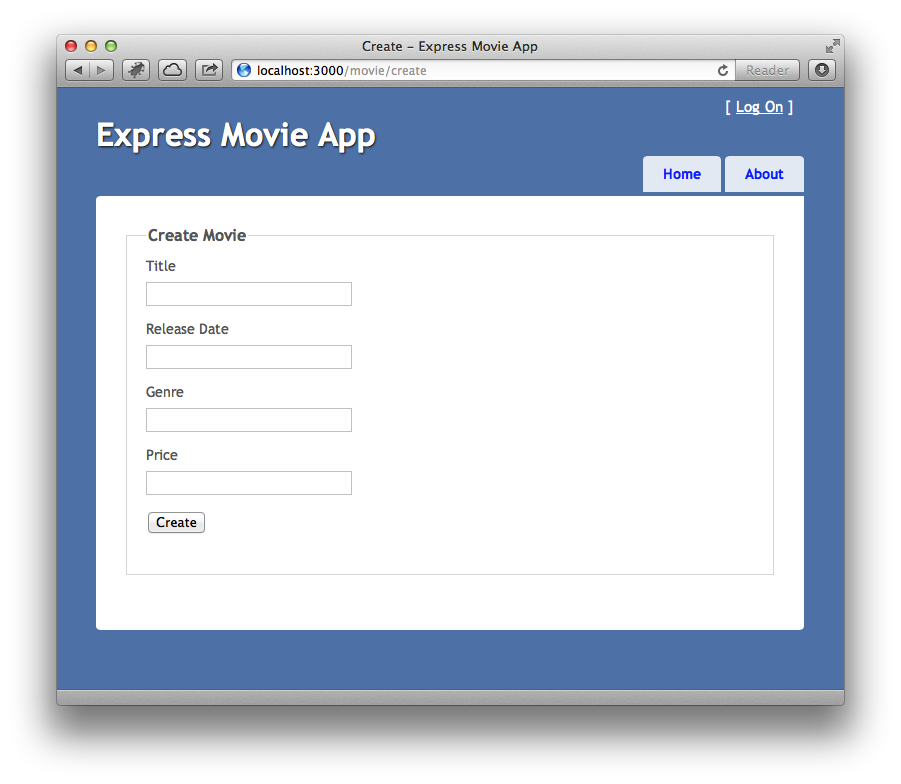 Create – Express Movie App
localhost:3000/movie/create
Reader
[ Log On ]
Express Movie App
Home
About
Create Movie
Title
Release Date
Genre
Price
Create